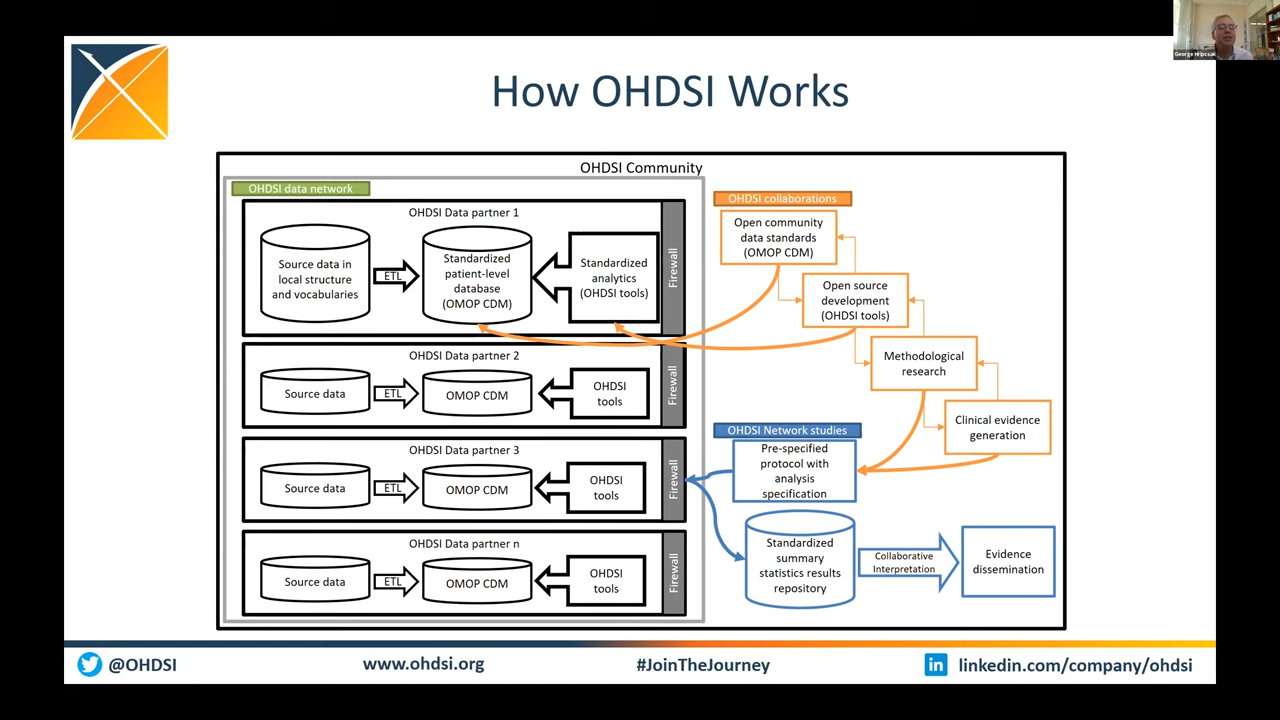 George Hripcsak
How OHDSI Works
OHDSI Community
OHDSI data network
OHDSI Data partner 1
Source data in
local structure
and vocabularies
ETL
Standardized
patient-level
database
(OMOP CDM)
Standardized
analytics
(OHDSI tools)
Firewall
OHDSI Data partner 2
Source data
ETL
OMOP CDM
OHDSI
tools
Firewall
OHDSI Data partner 3
Source data
ETL
OMOP CDM
OHDSI
tools
Firewall
OHDSI Data partner n
Source data
ETL
OMOP CDM
OHDSI
tools
Firewall
OHDSI collaborations
Open community
data standards
(OMOP CDM)
Open source
development
(OHDSI tools)
Methodological
research
Clinical evidence
generation
OHDSI Network studies
Pre-specified
protocol with
analysis
specification
Standardized
summary
statistics results
repository
Collaborative
Interpretation
Evidence
dissemination
@OHDSI
www.ohdsi.org
#JoinTheJourney
in
linkedin.com/company/ohdsi